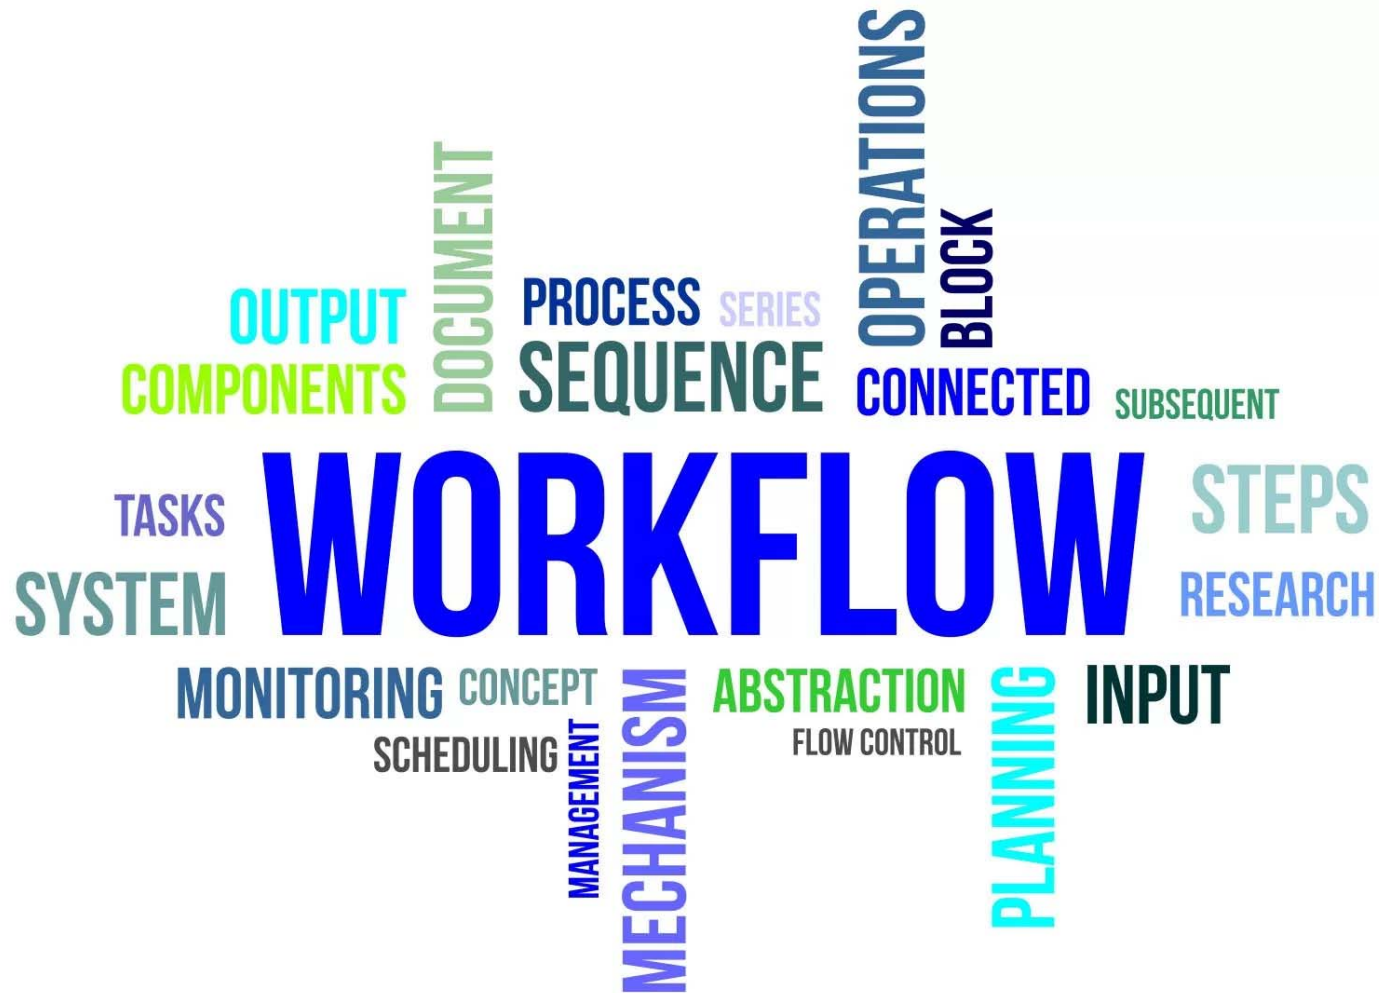 OPERATIONS
DOCUMENT
BLOCK
PROCESS
SERIES
OUTPUT
SEQUENCE
COMPONENTS
CONNECTED
SUBSEQUENT
WORKFLOW
STEPS
TASKS
SYSTEM
RESEARCH
MONITORING
CONCEPT
MECHANISM
ABSTRACTION
PLANNING
INPUT
SCHEDULING
MANAGEMENT
FLOW CONTROL